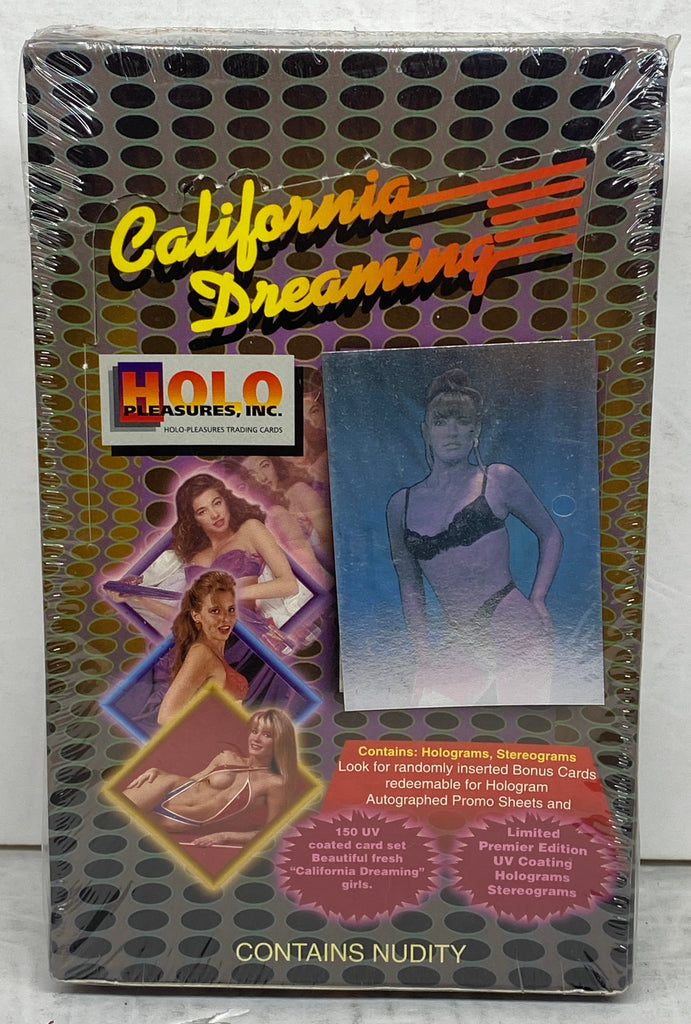 California
Dreaming
HOLO
PLEASURES, INC.
HOLO-PLEASURES TRADING CARDS
Contains: Holograms, Stereograms
Look for randomly inserted Bonus Cards
redeemable for Hologram
Autographed Promo Sheets and
150 UV
coated card set
Beautiful fresh
"California Dreaming"
girls.
Limited
Premier Edition
UV Coating
Holograms
Stereograms
CONTAINS NUDITY